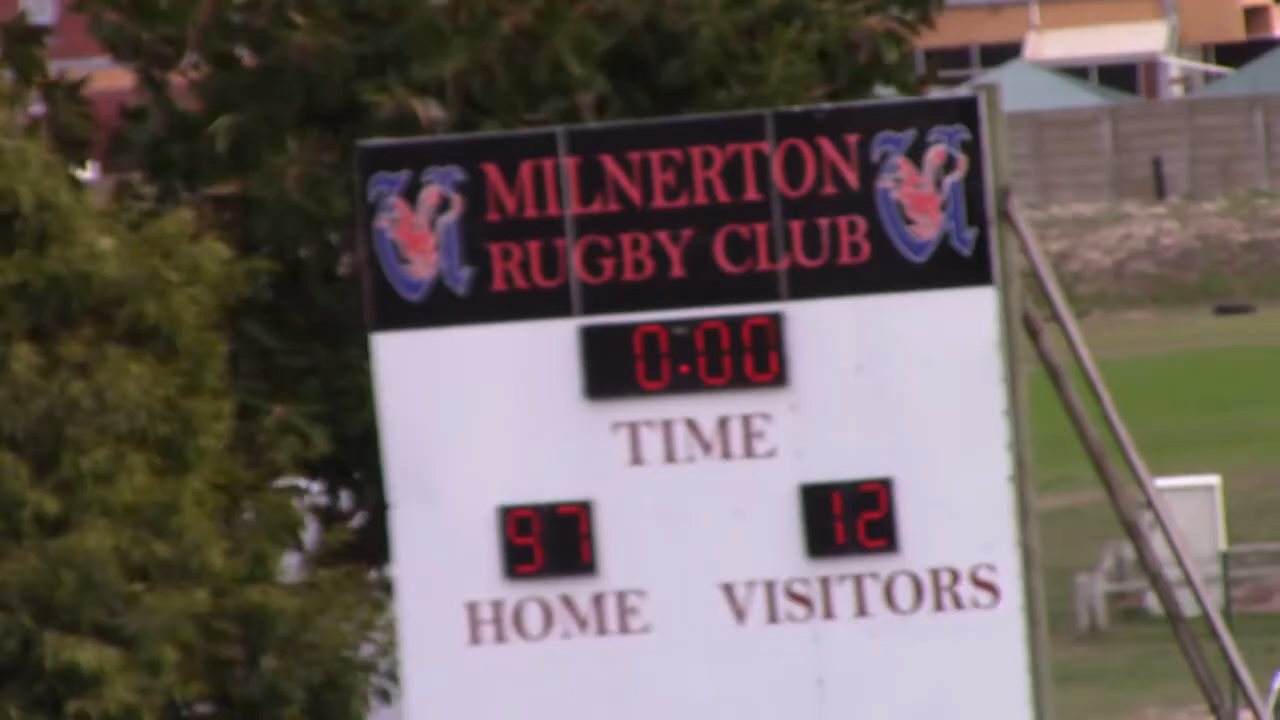 MILNERTON
RUGBY CLUB
0:00
TIME
97 12
HOME VISITORS